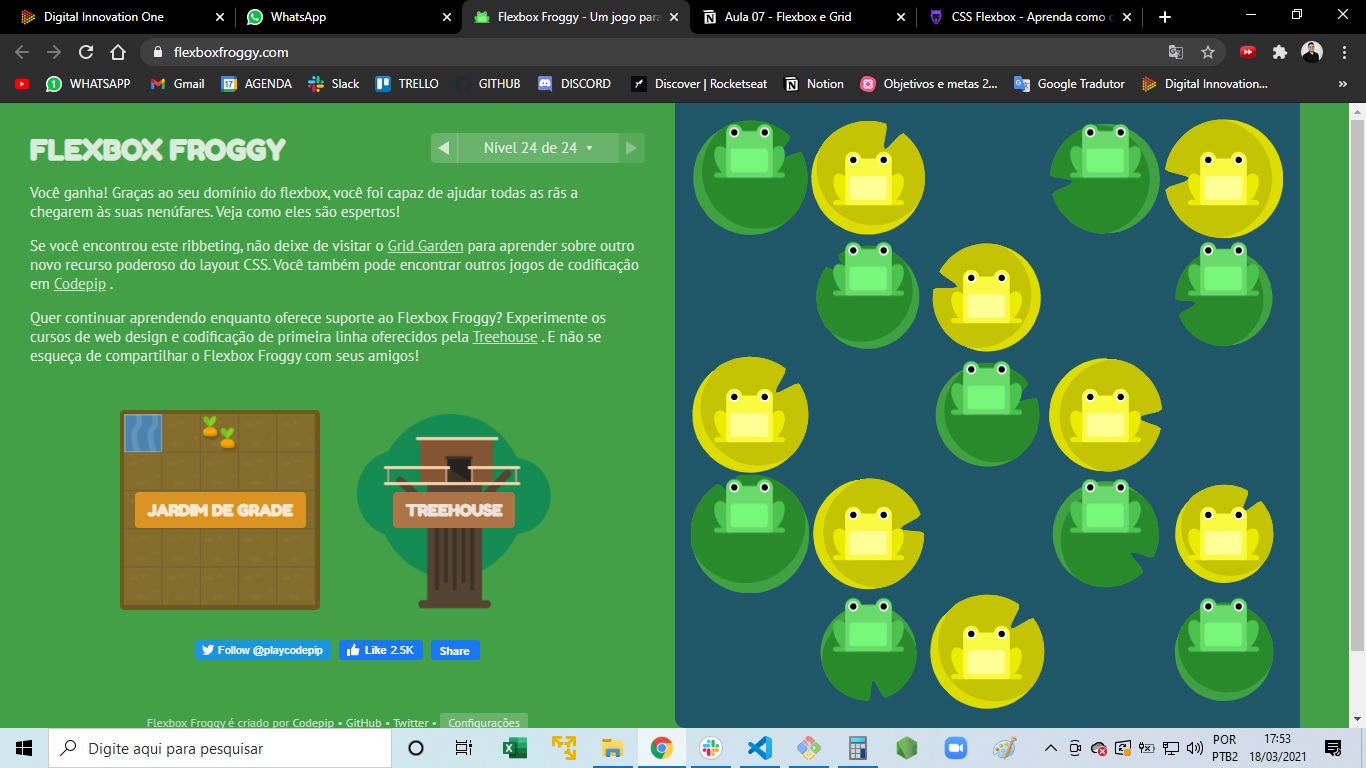 Digital Innovation One
WhatsApp
Flexbox Froggy - Um jogo para
Aula 07 - Flexbox e Grid
CSS Flexbox - Aprenda como c
flexboxfroggy.com
WHATSAPP
Gmail
17
AGENDA
Slack
TRELLO
GITHUB
DISCORD
Discover | Rocketseat
Notion
Objetivos e metas 2...
Google Tradutor
Digital Innovation...
»
FLEXBOX FROGGY
Nível 24 de 24
Você ganha! Graças ao seu domínio do flexbox, você foi capaz de ajudar todas as rãs a
chegarem às suas nenúfares. Veja como eles são espertos!
Se você encontrou este ribbeting, não deixe de visitar o Grid Garden para aprender sobre outro
novo recurso poderoso do layout CSS. Você também pode encontrar outros jogos de codificação
em Codepip .
Quer continuar aprendendo enquanto oferece suporte ao Flexbox Froggy? Experimente os
cursos de web design e codificação de primeira linha oferecidos pela Treehouse . E não se
esqueça de compartilhar o Flexbox Froggy com seus amigos!
JARDIM DE GRADE
TREEHOUSE
Follow @playcodepip
Like 2.5K
Share
Flexbox Froggy é criado por Codepip • GitHub • Twitter •
Configurações
Digite aqui para pesquisar
POR
PTB2
17:53
18/03/2021